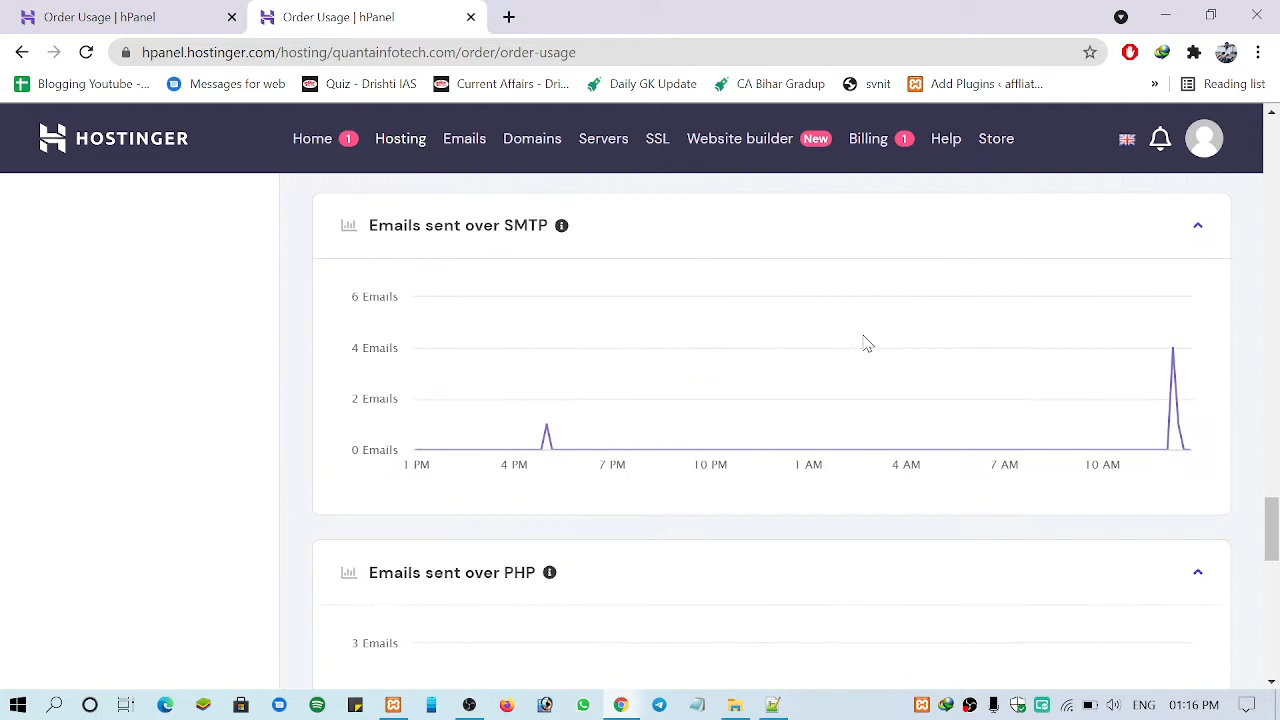 Order Usage | hPanel
Order Usage | hPanel
hpanel.hostinger.com/hosting/quantainfotech.com/order/order-usage
Blogging Youtube -... Messages for web Quiz - Drishti IAS Current Affairs - Dri... Daily GK Update CA Bihar Gradup svnit Add Plugins ‹ affliat... » Reading list
HOSTINGER Home 1 Hosting Emails Domains Servers SSL Website builder New Billing 1 Help Store
Emails sent over SMTP
6 Emails
4 Emails
2 Emails
0 Emails
1 PM 4 PM 7 PM 10 PM 1 AM 4 AM 7 AM 10 AM
Emails sent over PHP
3 Emails
ENG 01:16 PM